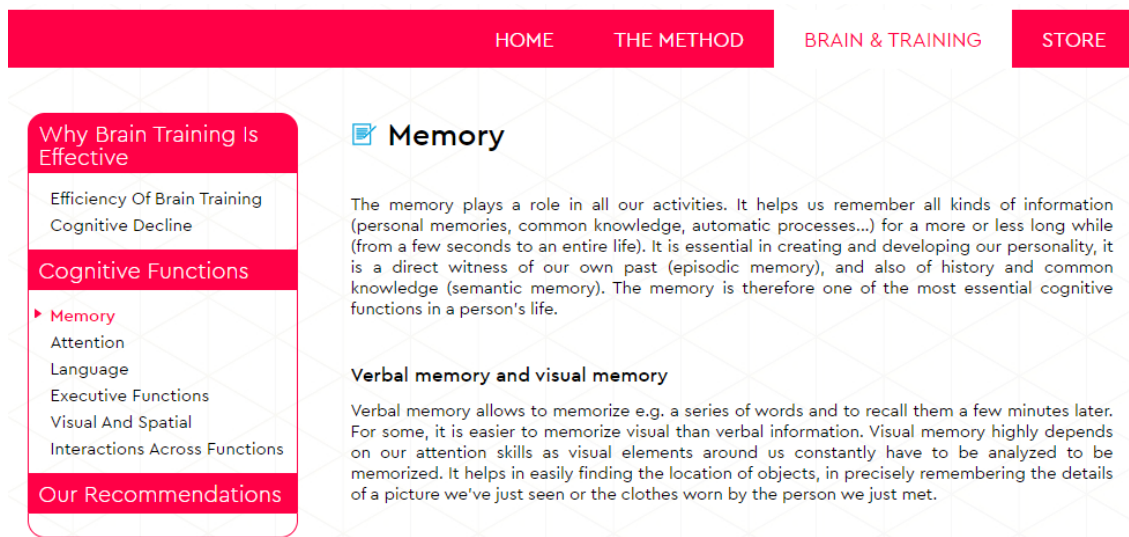 HOME THE METHOD BRAIN & TRAINING STORE
Why Brain Training Is
Effective
Efficiency Of Brain Training
Cognitive Decline
Cognitive Functions
Memory
Attention
Language
Executive Functions
Visual And Spatial
Interactions Across Functions
Our Recommendations
Memory
The memory plays a role in all our activities. It helps us remember all kinds of information
(personal memories, common knowledge, automatic processes...) for a more or less long while
(from a few seconds to an entire life). It is essential in creating and developing our personality, it
is a direct witness of our own past (episodic memory), and also of history and common
knowledge (semantic memory). The memory is therefore one of the most essential cognitive
functions in a person's life.
Verbal memory and visual memory
Verbal memory allows to memorize e.g. a series of words and to recall them a few minutes later.
For some, it is easier to memorize visual than verbal information. Visual memory highly depends
on our attention skills as visual elements around us constantly have to be analyzed to be
memorized. It helps in easily finding the location of objects, in precisely remembering the details
of a picture we've just seen or the clothes worn by the person we just met.